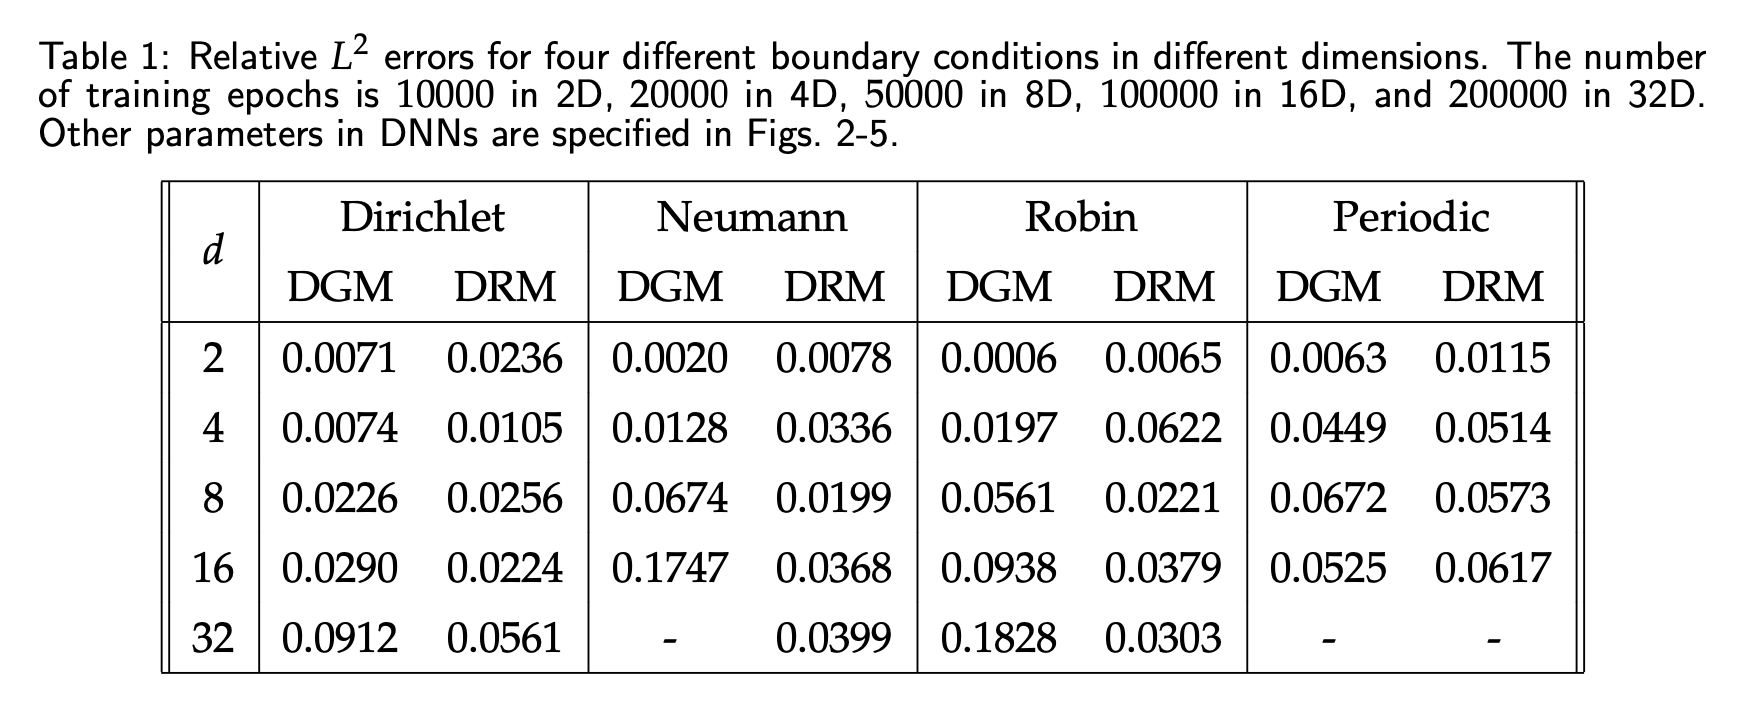 Table 1: Relative L² errors for four different boundary conditions in different dimensions. The number
of training epochs is 10000 in 2D, 20000 in 4D, 50000 in 8D, 100000 in 16D, and 200000 in 32D.
Other parameters in DNNs are specified in Figs. 2-5.
d Dirichlet Neumann Robin Periodic
DGM DRM DGM DRM DGM DRM DGM DRM
2 0.0071 0.0236 0.0020 0.0078 0.0006 0.0065 0.0063 0.0115
4 0.0074 0.0105 0.0128 0.0336 0.0197 0.0622 0.0449 0.0514
8 0.0226 0.0256 0.0674 0.0199 0.0561 0.0221 0.0672 0.0573
16 0.0290 0.0224 0.1747 0.0368 0.0938 0.0379 0.0525 0.0617
32 0.0912 0.0561 - 0.0399 0.1828 0.0303 - -